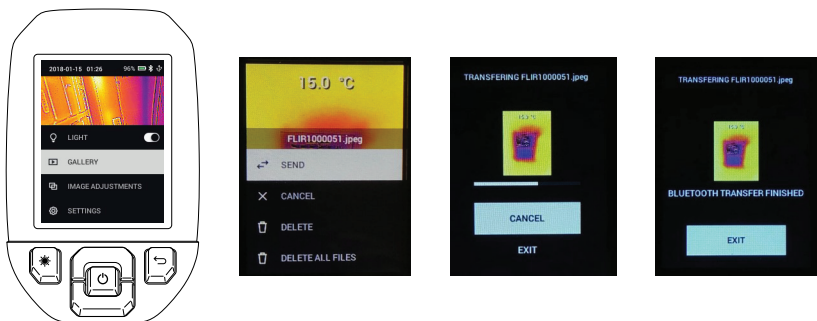 2018-01-15 01:26 96%
LIGHT
GALLERY
IMAGE ADJUSTMENTS
SETTINGS
15.0 °C
FLIR1000051.jpeg
SEND
CANCEL
DELETE
DELETE ALL FILES
TRANSFERING FLIR1000051.jpeg
CANCEL
EXIT
TRANSFERING FLIR1000051.jpeg
BLUETOOTH TRANSFER FINISHED
EXIT